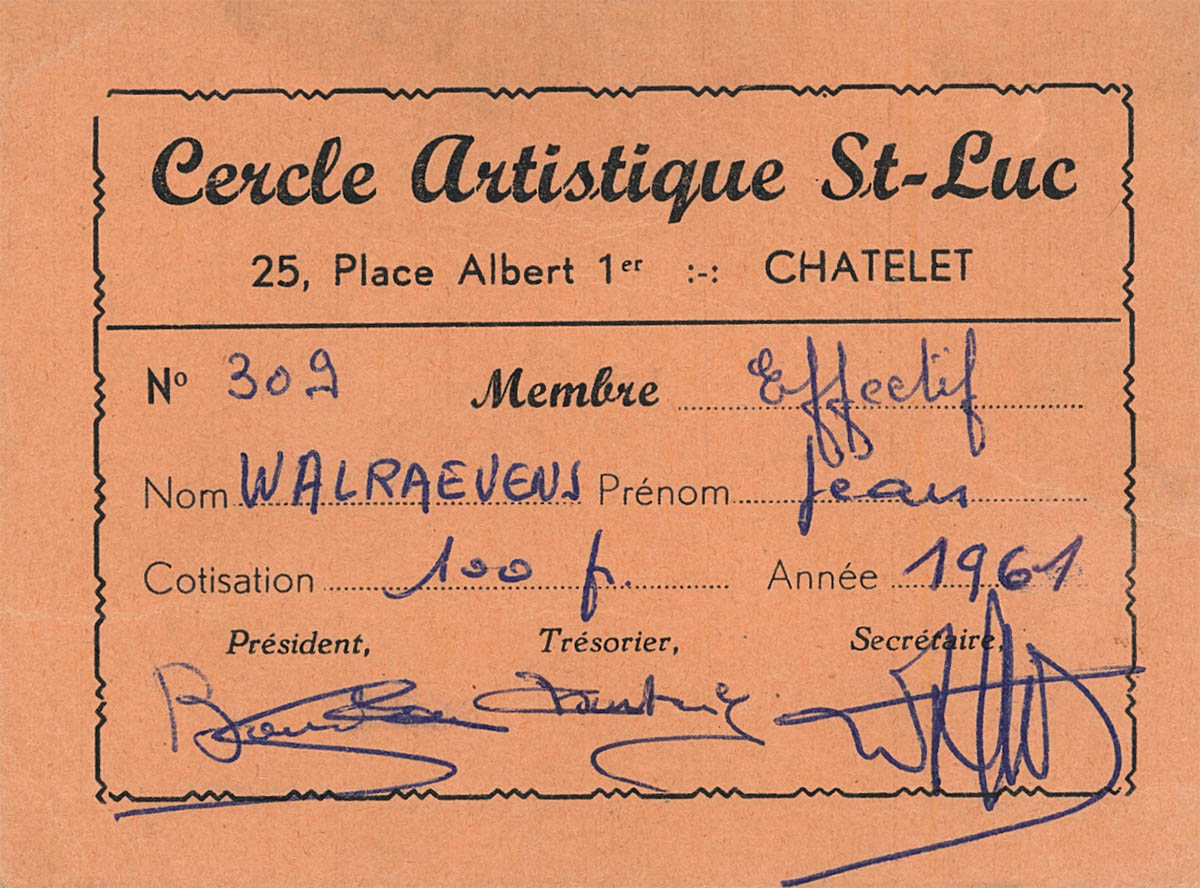 Cercle Artistique St-Luc
25, Place Albert 1er :-: CHATELET
N° 309 Membre Effectif
Nom WALRAEVENS Prénom Jean
Cotisation 100 fr. Année 1961
Président, Trésorier, Secrétaire,